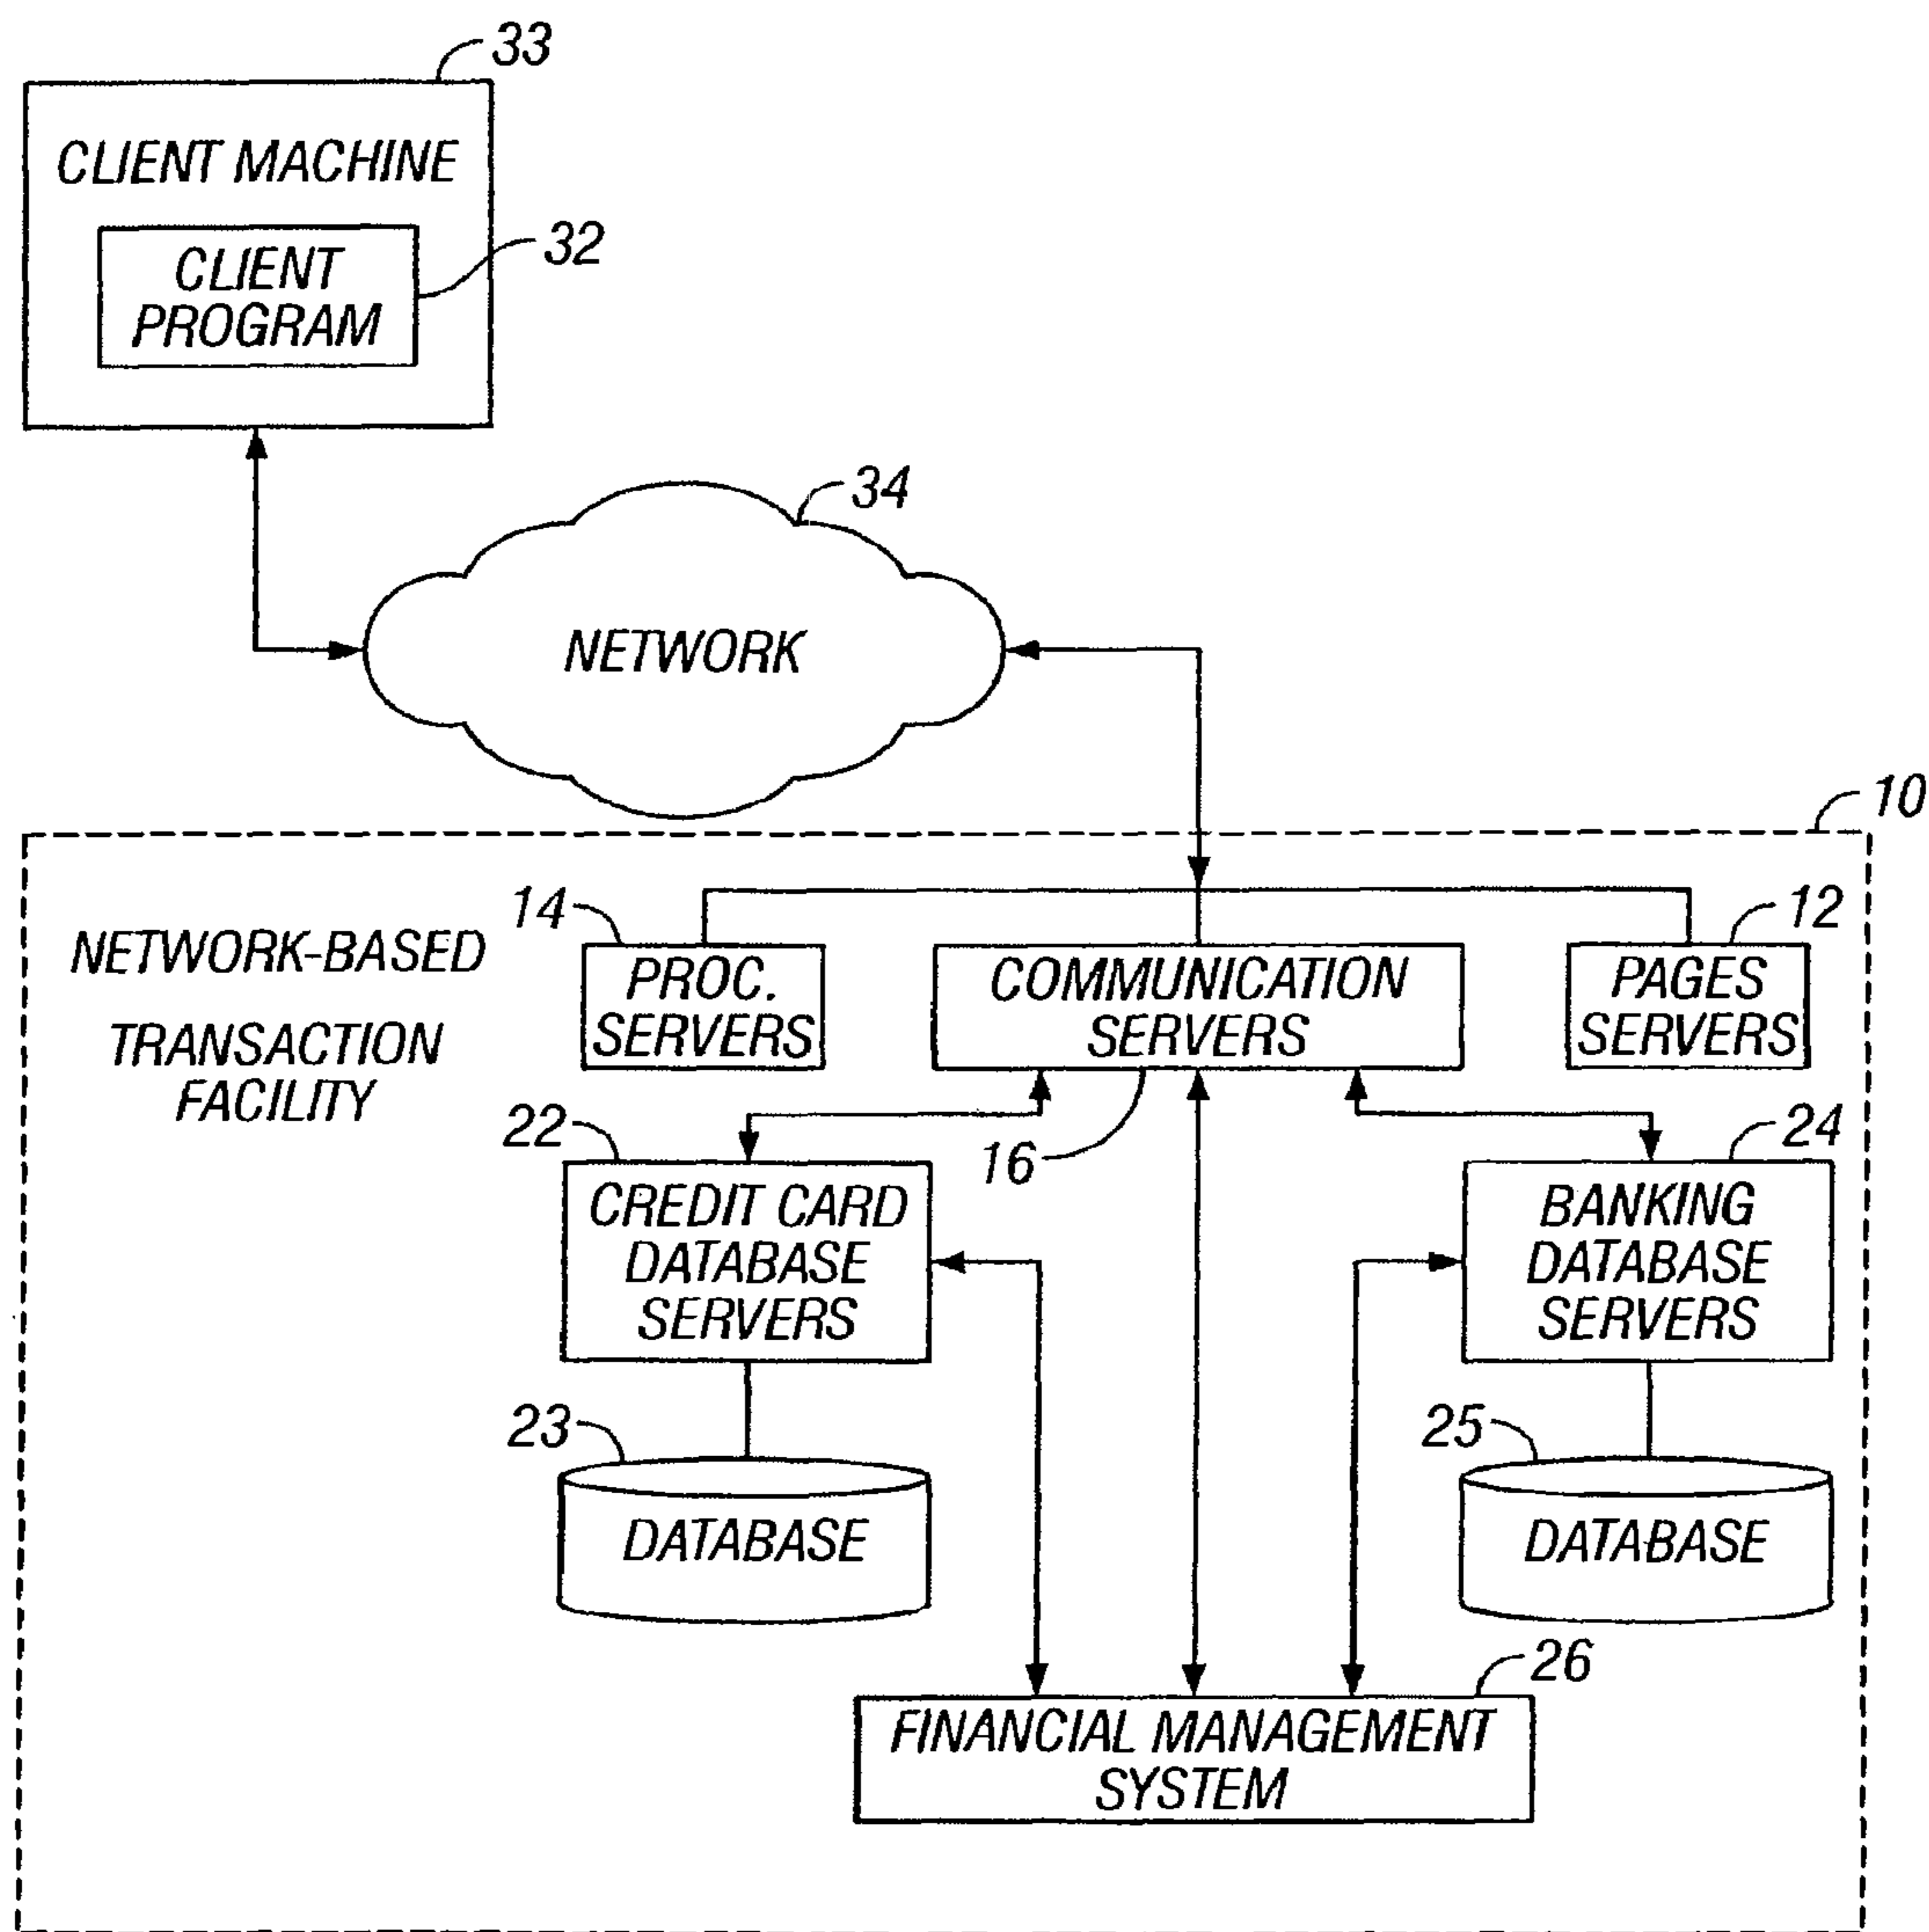 33
CLIENT MACHINE
CLIENT
PROGRAM
32
34
NETWORK
10
NETWORK-BASED
TRANSACTION
FACILITY
14
PROC.
SERVERS
COMMUNICATION
SERVERS
12
PAGES
SERVERS
16
22
CREDIT CARD
DATABASE
SERVERS
24
BANKING
DATABASE
SERVERS
23
DATABASE
25
DATABASE
26
FINANCIAL MANAGEMENT
SYSTEM